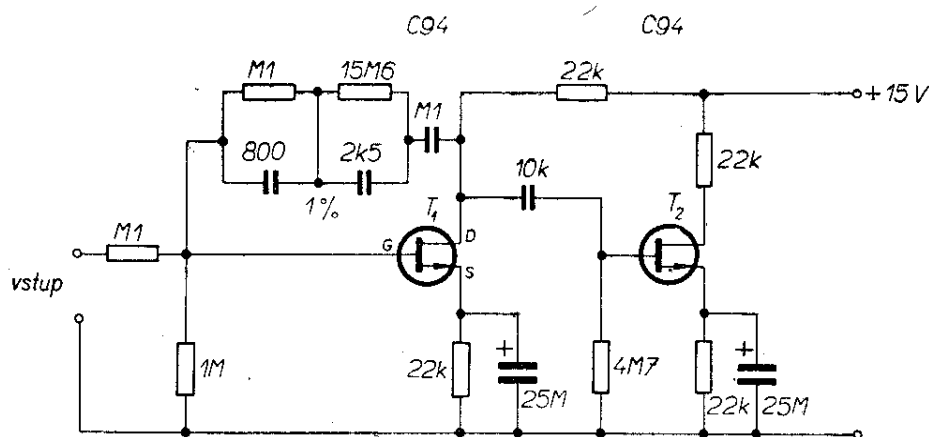 C94
C94
M1
15M6
22k
+ 15 V
M1
800
2k5
22k
10k
1%
T1
T2
M1
G
D
S
vstup
1M
22k
+
25M
4M7
22k
+
25M